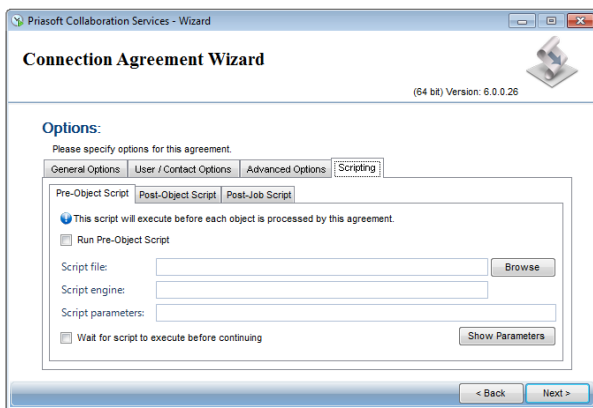 Priasoft Collaboration Services - Wizard
Connection Agreement Wizard
(64 bit) Version: 6.0.0.26
Options:
Please specify options for this agreement.
General Options User / Contact Options Advanced Options Scripting
Pre-Object Script Post-Object Script Post-Job Script
This script will execute before each object is processed by this agreement.
Run Pre-Object Script
Script file: Browse
Script engine:
Script parameters:
Wait for script to execute before continuing Show Parameters
< Back Next >